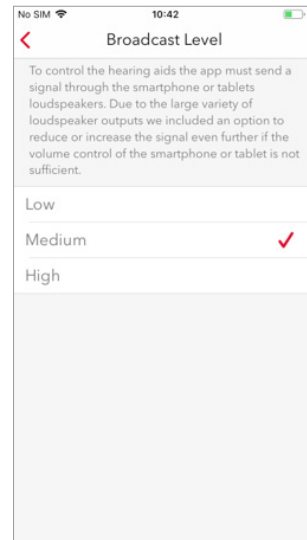 No SIM 10:42
Broadcast Level
To control the hearing aids the app must send a
signal through the smartphone or tablets
loudspeakers. Due to the large variety of
loudspeaker outputs we included an option to
reduce or increase the signal even further if the
volume control of the smartphone or tablet is not
sufficient.
Low
Medium
High